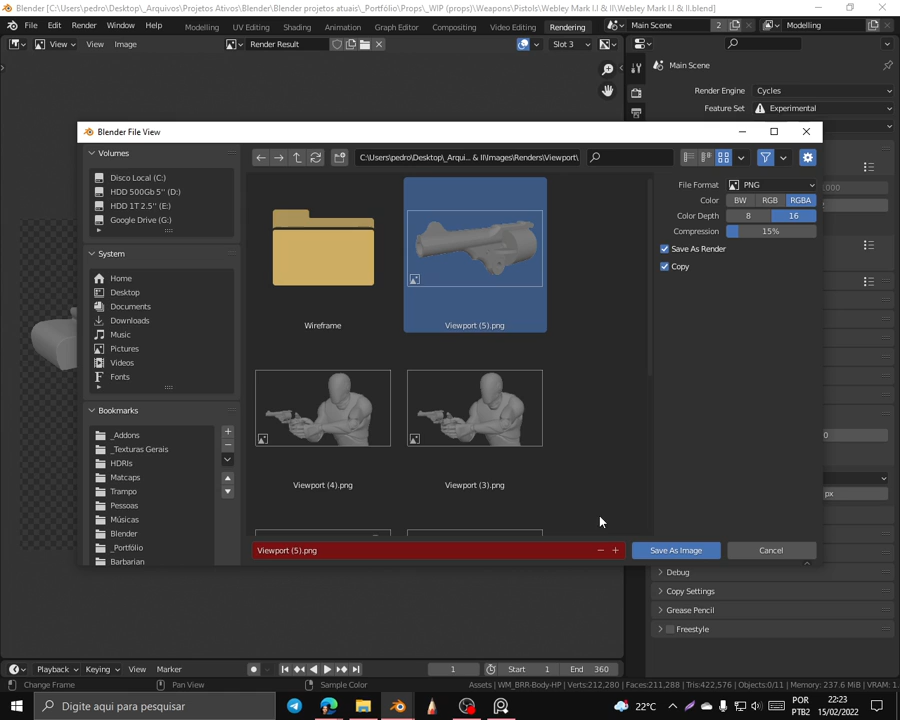 Blender [C:\Users\pedro\Desktop\_Arquivos\Projetos Ativos\Blender\Blender projetos atuais\_Portfólio\Props\_WIP (props)\Weapons\Pistols\Webley Mark I.I & II\Webley Mark I.I & II.blend]
File Edit Render Window Help Modelling UV Editing Shading Animation Graph Editor Compositing Video Editing Rendering Main Scene 2 Modelling
View View Image Render Result Slot 3
Main Scene
Render Engine Cycles
Feature Set Experimental
Blender File View
Volumes
Disco Local (C:)
HDD 500Gb 5'' (D:)
HDD 1T 2.5'' (E:)
Google Drive (G:)
System
Home
Desktop
Documents
Downloads
Music
Pictures
Videos
Fonts
Bookmarks
_Addons
_Texturas Gerais
HDRIs
Matcaps
Trampo
Pessoas
Músicas
Blender
_Portfólio
Barbarian
C:\Users\pedro\Desktop\_Arqui... & II\Images\Renders\Viewport\
Wireframe
Viewport (5).png
Viewport (4).png
Viewport (3).png
File Format PNG
Color BW RGB RGBA
Color Depth 8 16
Compression 15%
Save As Render
Copy
Viewport (5).png
Save As Image Cancel
000
0
px
Debug
Copy Settings
Grease Pencil
Freestyle
Playback Keying View Marker 1 Start 1 End 360
Change Frame Pan View Sample Color Assets | WM_BRR-Body-HP | Verts:212,280 | Faces:211,288 | Tris:422,576 | Objects:0/11 | Memory: 237.6 MiB | VRAM: 1
Digite aqui para pesquisar
22°C
POR
PTB2
22:23
15/02/2022